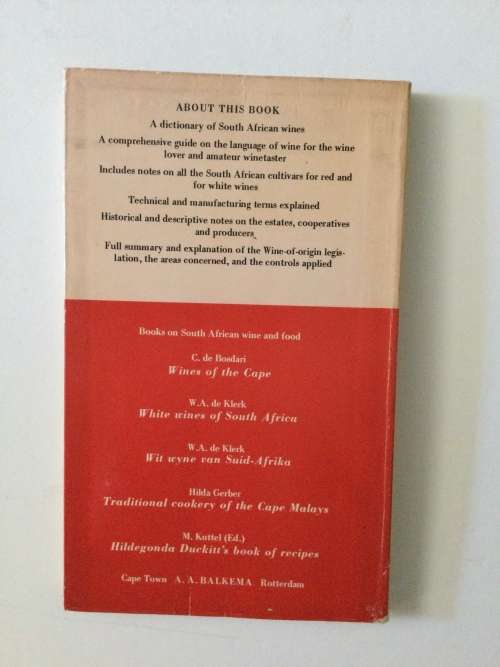 ABOUT THIS BOOK
A dictionary of South African wines
A comprehensive guide on the language of wine for the wine
lover and amateur winetaster
Includes notes on all the South African cultivars for red and
for white wines
Technical and manufacturing terms explained
Historical and descriptive notes on the estates, cooperatives
and producers.
Full summary and explanation of the Wine-of-origin legis-
lation, the areas concerned, and the controls applied
Books on South African wine and food
C. de Bosdari
Wines of the Cape
W.A. de Klerk
White wines of South Africa
W.A. de Klerk
Wit wyne van Suid-Afrika
Hilda Gerber
Traditional cookery of the Cape Malays
M. Kuttel (Ed.)
Hildegonda Duckitt's book of recipes
Cape Town A. A. BALKEMA Rotterdam